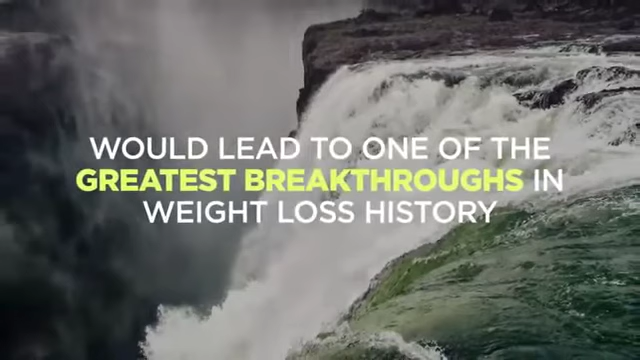 WOULD LEAD TO ONE OF THE
GREATEST BREAKTHROUGHS IN
WEIGHT LOSS HISTORY